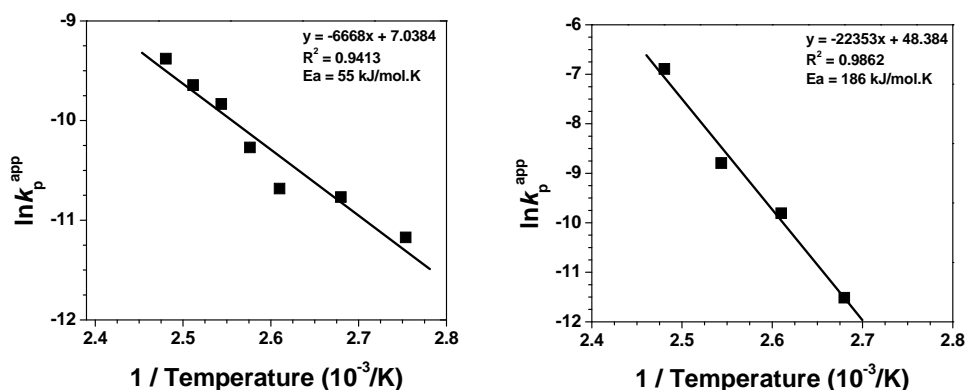 -9
-10
-11
-12
lnk_p^app
y = -6668x + 7.0384
R² = 0.9413
Ea = 55 kJ/mol.K
2.4 2.5 2.6 2.7 2.8
1 / Temperature (10⁻³/K)
-6
-7
-8
-9
-10
-11
-12
lnk_p^app
y = -22353x + 48.384
R² = 0.9862
Ea = 186 kJ/mol.K
2.4 2.5 2.6 2.7 2.8
1 / Temperature (10⁻³/K)